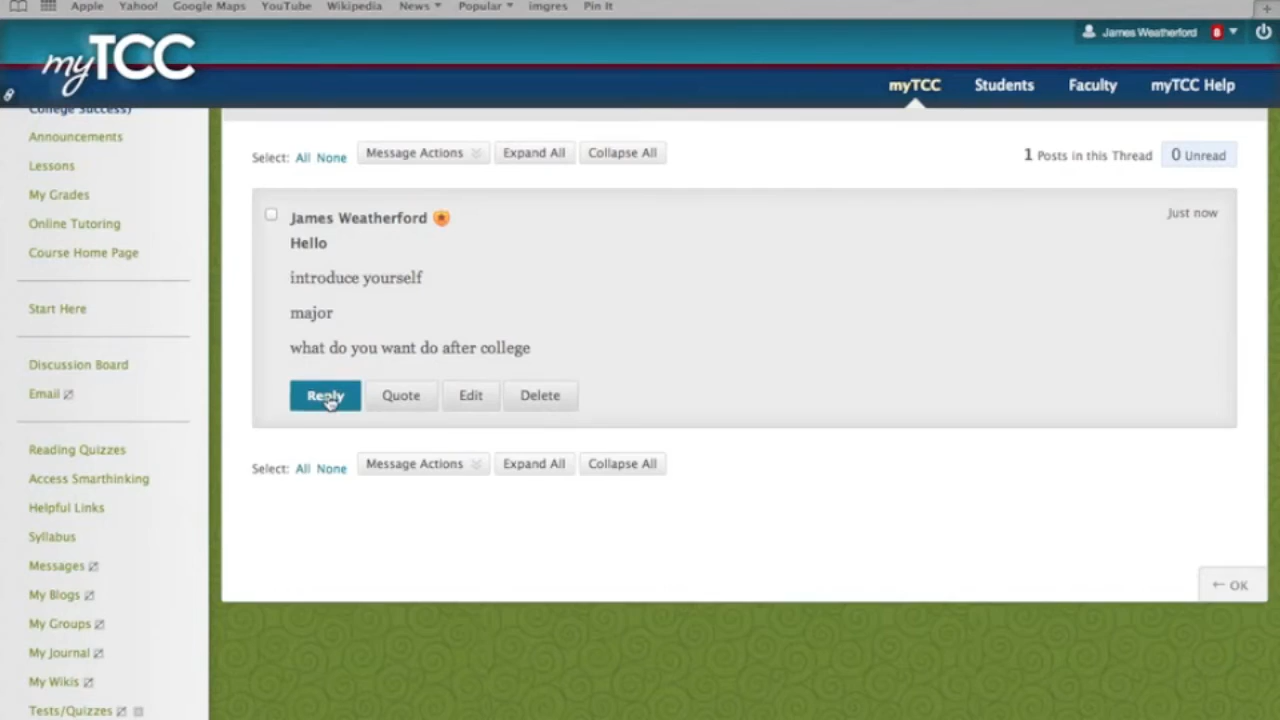 Apple Yahoo! Google Maps YouTube Wikipedia News Popular imgres Pin It
myTCC
James Weatherford 8
myTCC Students Faculty myTCC Help
College Success)
Announcements
Lessons
My Grades
Online Tutoring
Course Home Page
Start Here
Discussion Board
Email
Reading Quizzes
Access Smarthinking
Helpful Links
Syllabus
Messages
My Blogs
My Groups
My Journal
My Wikis
Tests/Quizzes
Select: All None Message Actions Expand All Collapse All
1 Posts in this Thread 0 Unread
James Weatherford
Just now
Hello
introduce yourself
major
what do you want do after college
Reply Quote Edit Delete
Select: All None Message Actions Expand All Collapse All
← OK